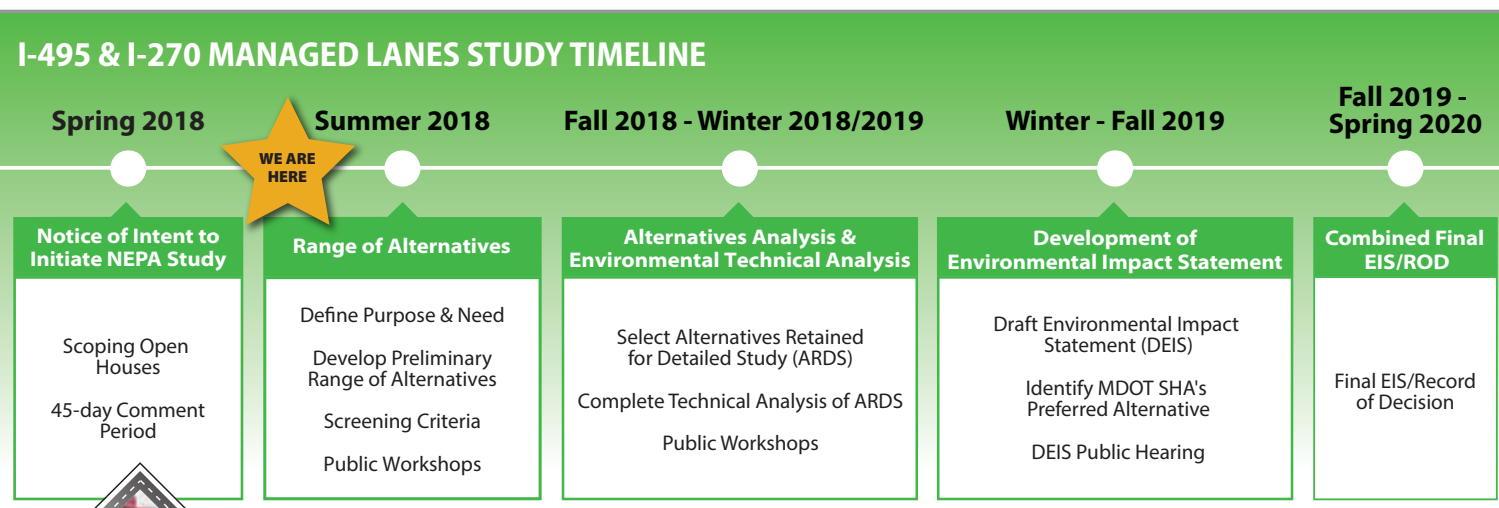 I-495 & I-270 MANAGED LANES STUDY TIMELINE
Spring 2018
WE ARE
HERE
Summer 2018
Fall 2018 - Winter 2018/2019
Winter - Fall 2019
Fall 2019 -
Spring 2020
Notice of Intent to
Initiate NEPA Study
Scoping Open
Houses
45-day Comment
Period
Range of Alternatives
Define Purpose & Need
Develop Preliminary
Range of Alternatives
Screening Criteria
Public Workshops
Alternatives Analysis &
Environmental Technical Analysis
Select Alternatives Retained
for Detailed Study (ARDS)
Complete Technical Analysis of ARDS
Public Workshops
Development of
Environmental Impact Statement
Draft Environmental Impact
Statement (DEIS)
Identify MDOT SHA's
Preferred Alternative
DEIS Public Hearing
Combined Final
EIS/ROD
Final EIS/Record
of Decision